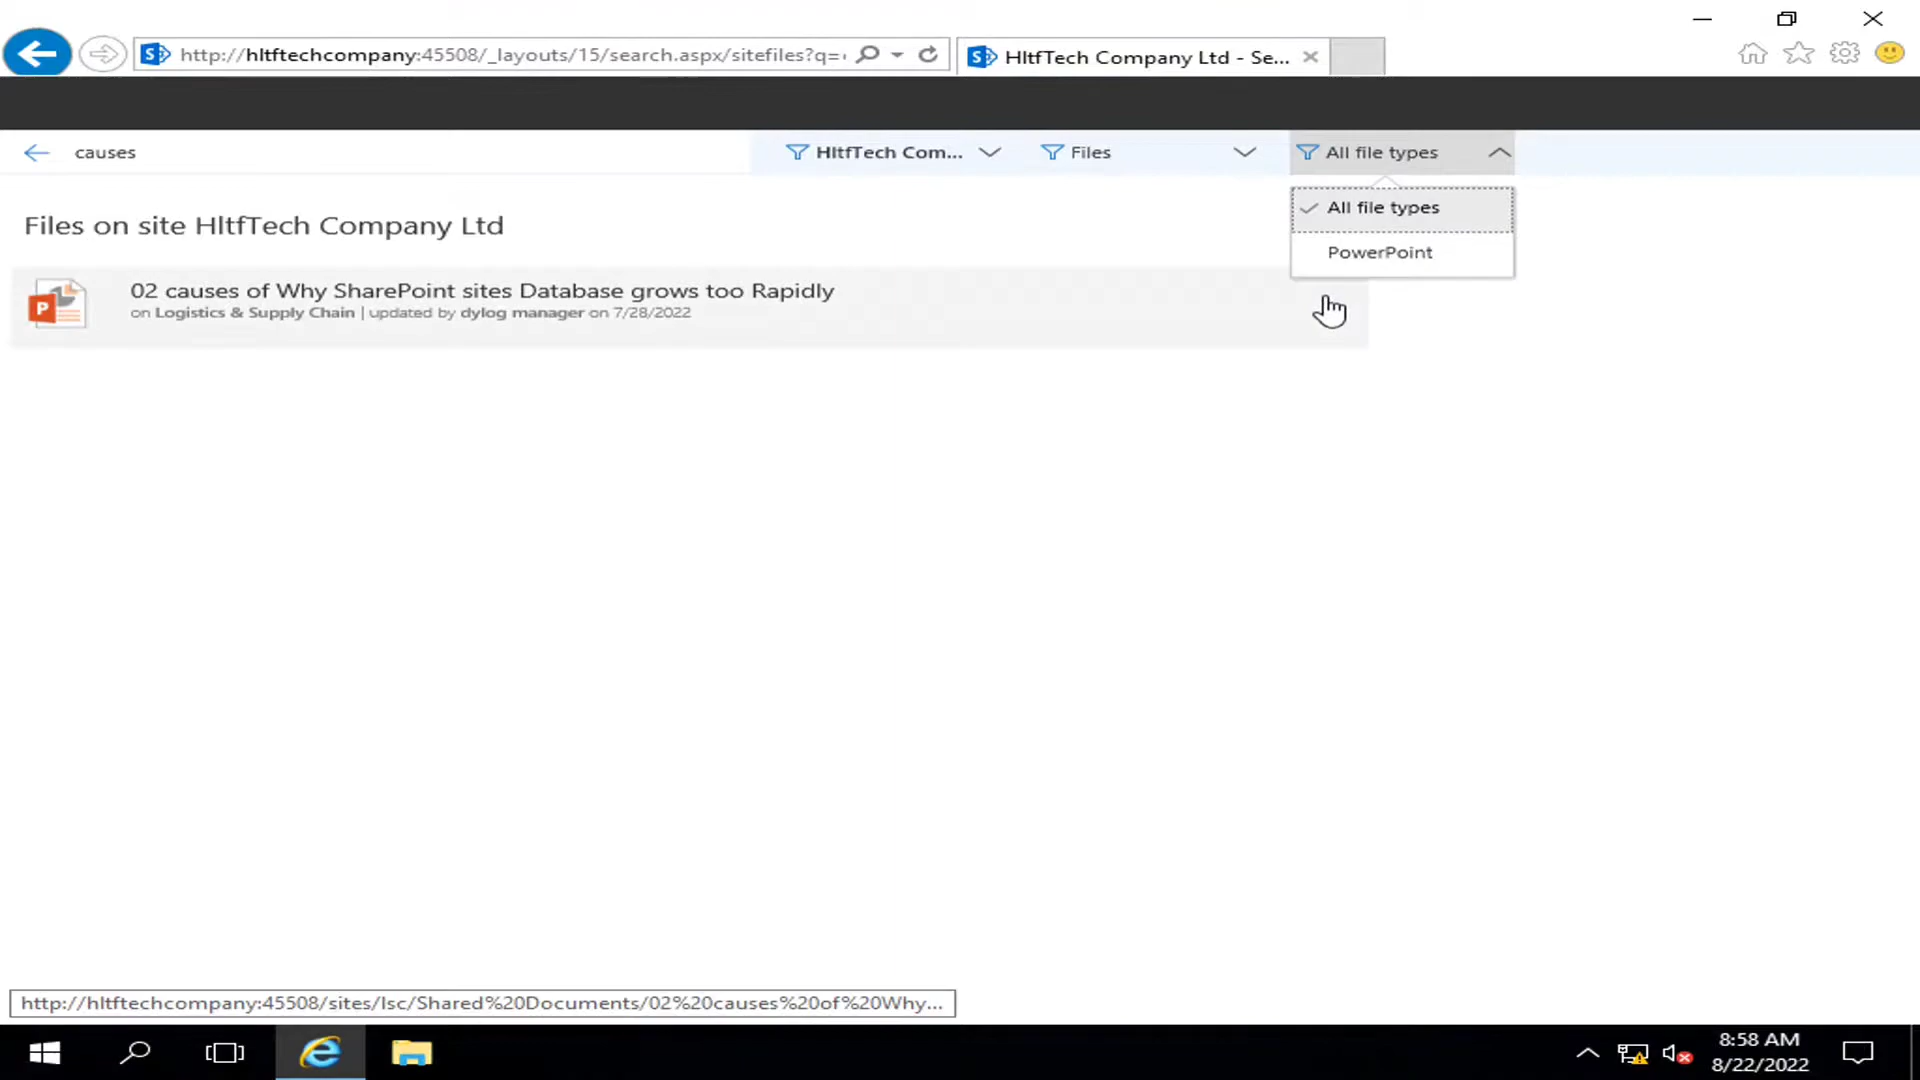 http://hltftechcompany:45508/_layouts/15/search.aspx/sitefiles?q=
HltfTech Company Ltd - Se...
causes
HltfTech Com...
Files
All file types
All file types
PowerPoint
Files on site HltfTech Company Ltd
02 causes of Why SharePoint sites Database grows too Rapidly
on Logistics & Supply Chain | updated by dylog manager on 7/28/2022
http://hltftechcompany:45508/sites/lsc/Shared%20Documents/02%20causes%20of%20Why...
8:58 AM
8/22/2022